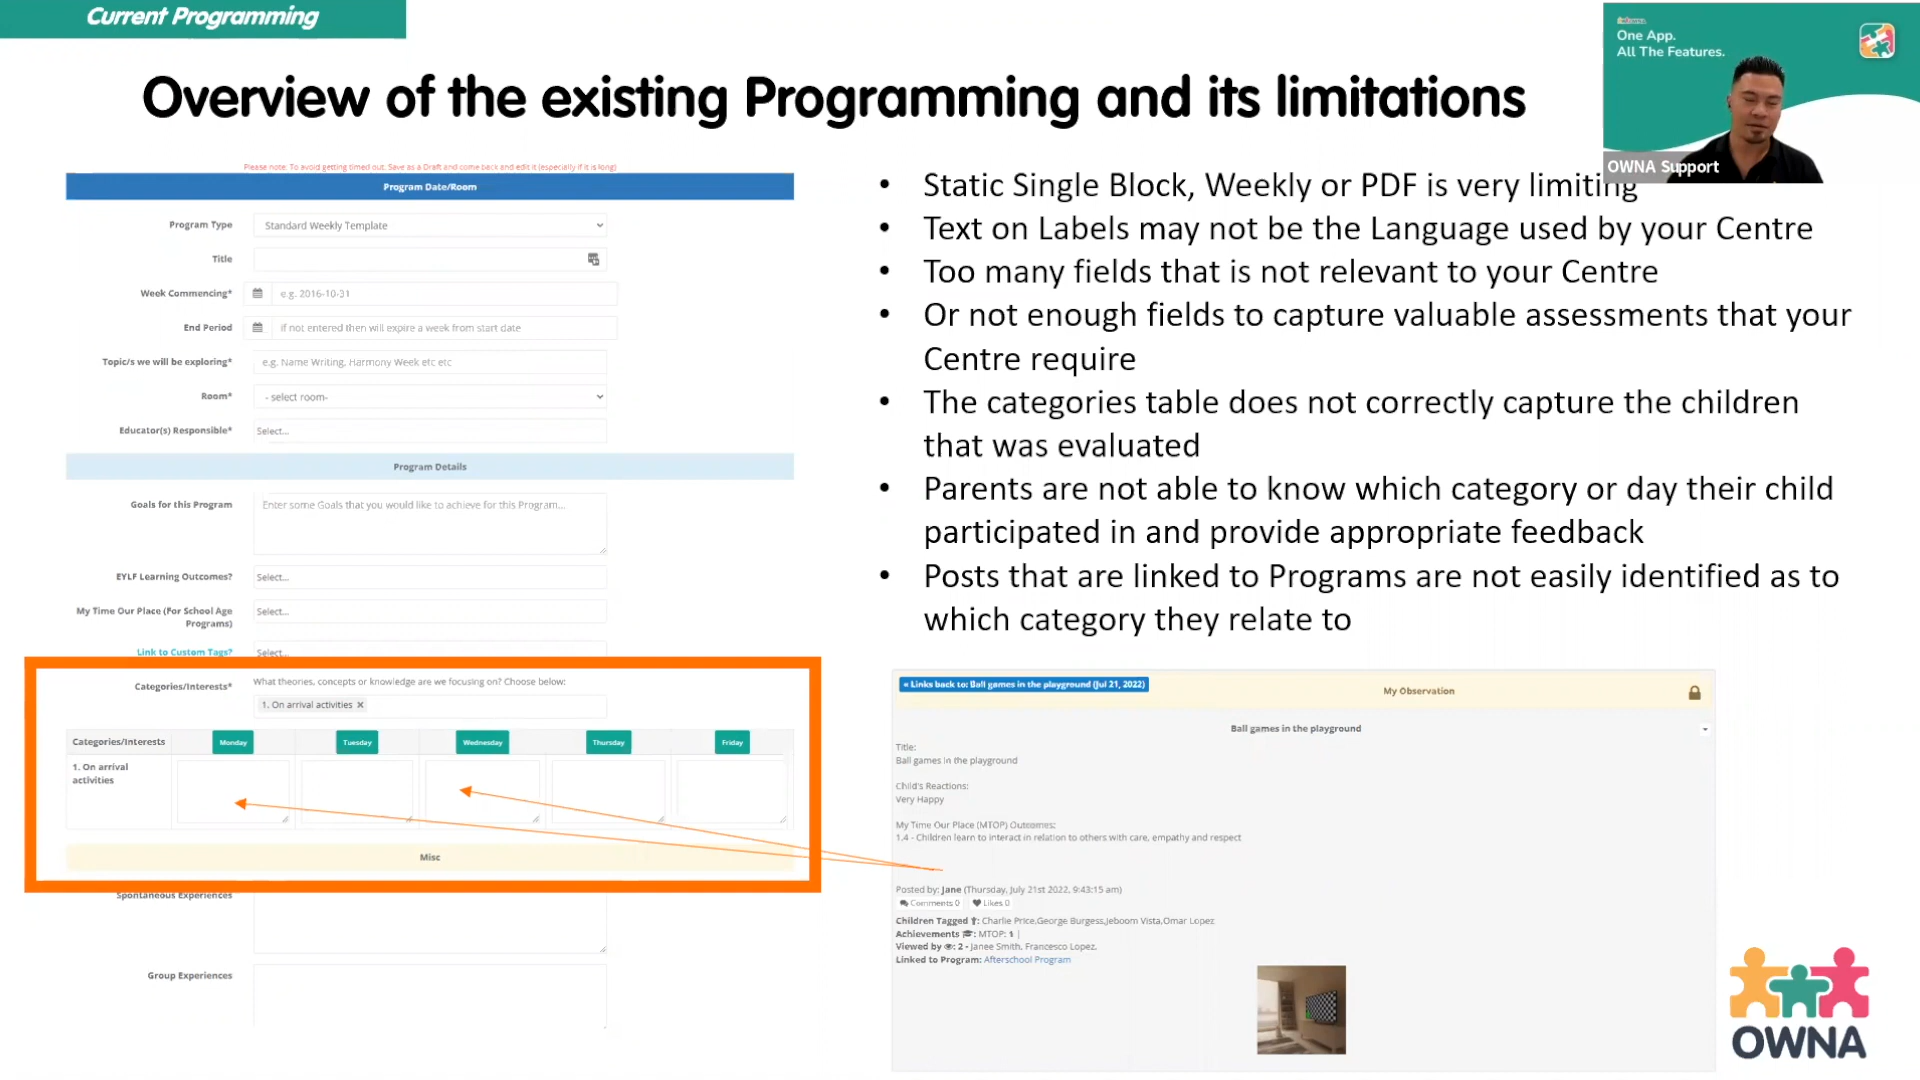 Current Programming
One App.
All The Features.
OWNA Support
Overview of the existing Programming and its limitations
Please note: To avoid getting timed out. Save as a Draft and come back and edit it (especially if it is long)
Program Date/Room
Program Type
Standard Weekly Template
Title
Week Commencing*
e.g. 2016-10-31
End Period
if not entered then will expire a week from start date
Topic/s we will be exploring*
e.g. Name Writing, Harmony Week etc etc
Room*
- select room-
Educator(s) Responsible*
Select...
Program Details
Goals for this Program
Enter some Goals that you would like to achieve for this Program...
EYLF Learning Outcomes?
Select...
My Time Our Place (For School Age
Programs)
Select...
Link to Custom Tags?
Select...
Categories/Interests*
What theories, concepts or knowledge are we focusing on? Choose below:
1. On arrival activities ×
Categories/Interests
Monday
Tuesday
Wednesday
Thursday
Friday
1. On arrival
activities
Misc
Spontaneous Experiences
Group Experiences
• Static Single Block, Weekly or PDF is very limiting
• Text on Labels may not be the Language used by your Centre
• Too many fields that is not relevant to your Centre
• Or not enough fields to capture valuable assessments that your
Centre require
• The categories table does not correctly capture the children
that was evaluated
• Parents are not able to know which category or day their child
participated in and provide appropriate feedback
• Posts that are linked to Programs are not easily identified as to
which category they relate to
« Links back to: Ball games in the playground (Jul 21, 2022)
My Observation
Ball games in the playground
Title:
Ball games in the playground
Child's Reactions:
Very Happy
My Time Our Place (MTOP) Outcomes:
1.4 - Children learn to interact in relation to others with care, empathy and respect
Posted by: Jane (Thursday, July 21st 2022, 9:43:15 am)
Comments 0 Likes 0
Children Tagged : Charlie Price,George Burgess,Jeboom Vista,Omar Lopez
Achievements : MTOP: 1 |
Viewed by : 2 - Janee Smith, Francesco Lopez,
Linked to Program: Afterschool Program
OWNA